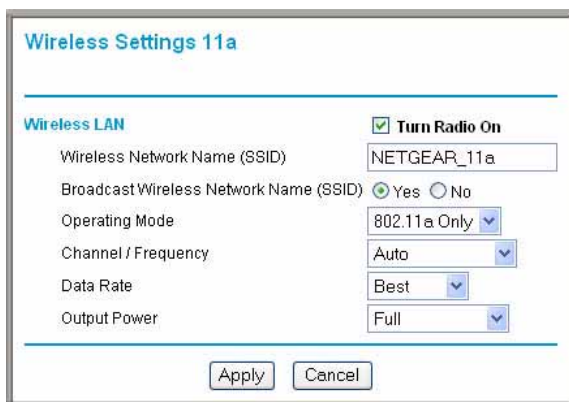 Wireless Settings 11a
Wireless LAN Turn Radio On
Wireless Network Name (SSID) NETGEAR_11a
Broadcast Wireless Network Name (SSID) Yes No
Operating Mode 802.11a Only
Channel / Frequency Auto
Data Rate Best
Output Power Full
Apply Cancel